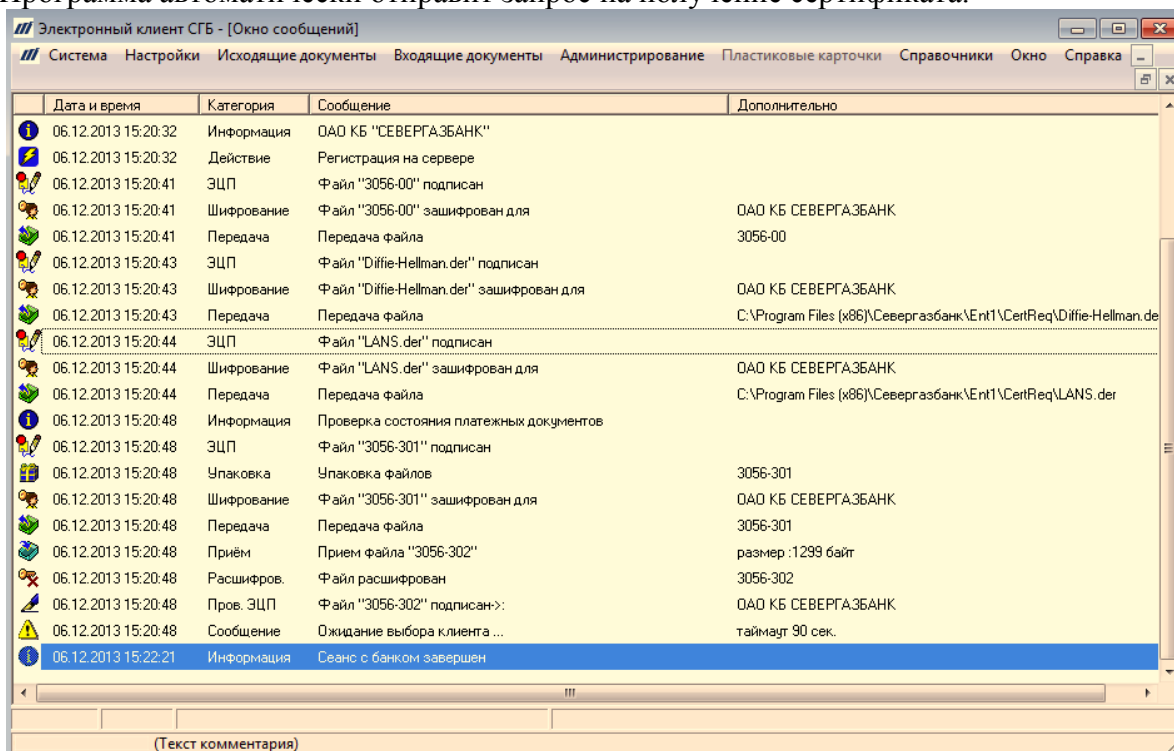 Программа автоматически отправит запрос на получение сертификата.
Электронный клиент СГБ - [Окно сообщений]
Система Настройки Исходящие документы Входящие документы Администрирование Пластиковые карточки Справочники Окно Справка
Дата и время Категория Сообщение Дополнительно
06.12.2013 15:20:32 Информация ОАО КБ "СЕВЕРГАЗБАНК"
06.12.2013 15:20:32 Действие Регистрация на сервере
06.12.2013 15:20:41 ЭЦП Файл "3056-00" подписан
06.12.2013 15:20:41 Шифрование Файл "3056-00" зашифрован для ОАО КБ СЕВЕРГАЗБАНК
06.12.2013 15:20:41 Передача Передача файла 3056-00
06.12.2013 15:20:43 ЭЦП Файл "Diffie-Hellman.der" подписан
06.12.2013 15:20:43 Шифрование Файл "Diffie-Hellman.der" зашифрован для ОАО КБ СЕВЕРГАЗБАНК
06.12.2013 15:20:43 Передача Передача файла C:\Program Files (x86)\Севергазбанк\Ent1\CertReq\Diffie-Hellman.de
06.12.2013 15:20:44 ЭЦП Файл "LANS.der" подписан
06.12.2013 15:20:44 Шифрование Файл "LANS.der" зашифрован для ОАО КБ СЕВЕРГАЗБАНК
06.12.2013 15:20:44 Передача Передача файла C:\Program Files (x86)\Севергазбанк\Ent1\CertReq\LANS.der
06.12.2013 15:20:48 Информация Проверка состояния платежных документов
06.12.2013 15:20:48 ЭЦП Файл "3056-301" подписан
06.12.2013 15:20:48 Упаковка Упаковка файлов 3056-301
06.12.2013 15:20:48 Шифрование Файл "3056-301" зашифрован для ОАО КБ СЕВЕРГАЗБАНК
06.12.2013 15:20:48 Передача Передача файла 3056-301
06.12.2013 15:20:48 Приём Прием файла "3056-302" размер :1299 байт
06.12.2013 15:20:48 Расшифров. Файл расшифрован 3056-302
06.12.2013 15:20:48 Пров. ЭЦП Файл "3056-302" подписан->: ОАО КБ СЕВЕРГАЗБАНК
06.12.2013 15:20:48 Сообщение Ожидание выбора клиента ... таймаут 90 сек.
06.12.2013 15:22:21 Информация Сеанс с банком завершен
(Текст комментария)